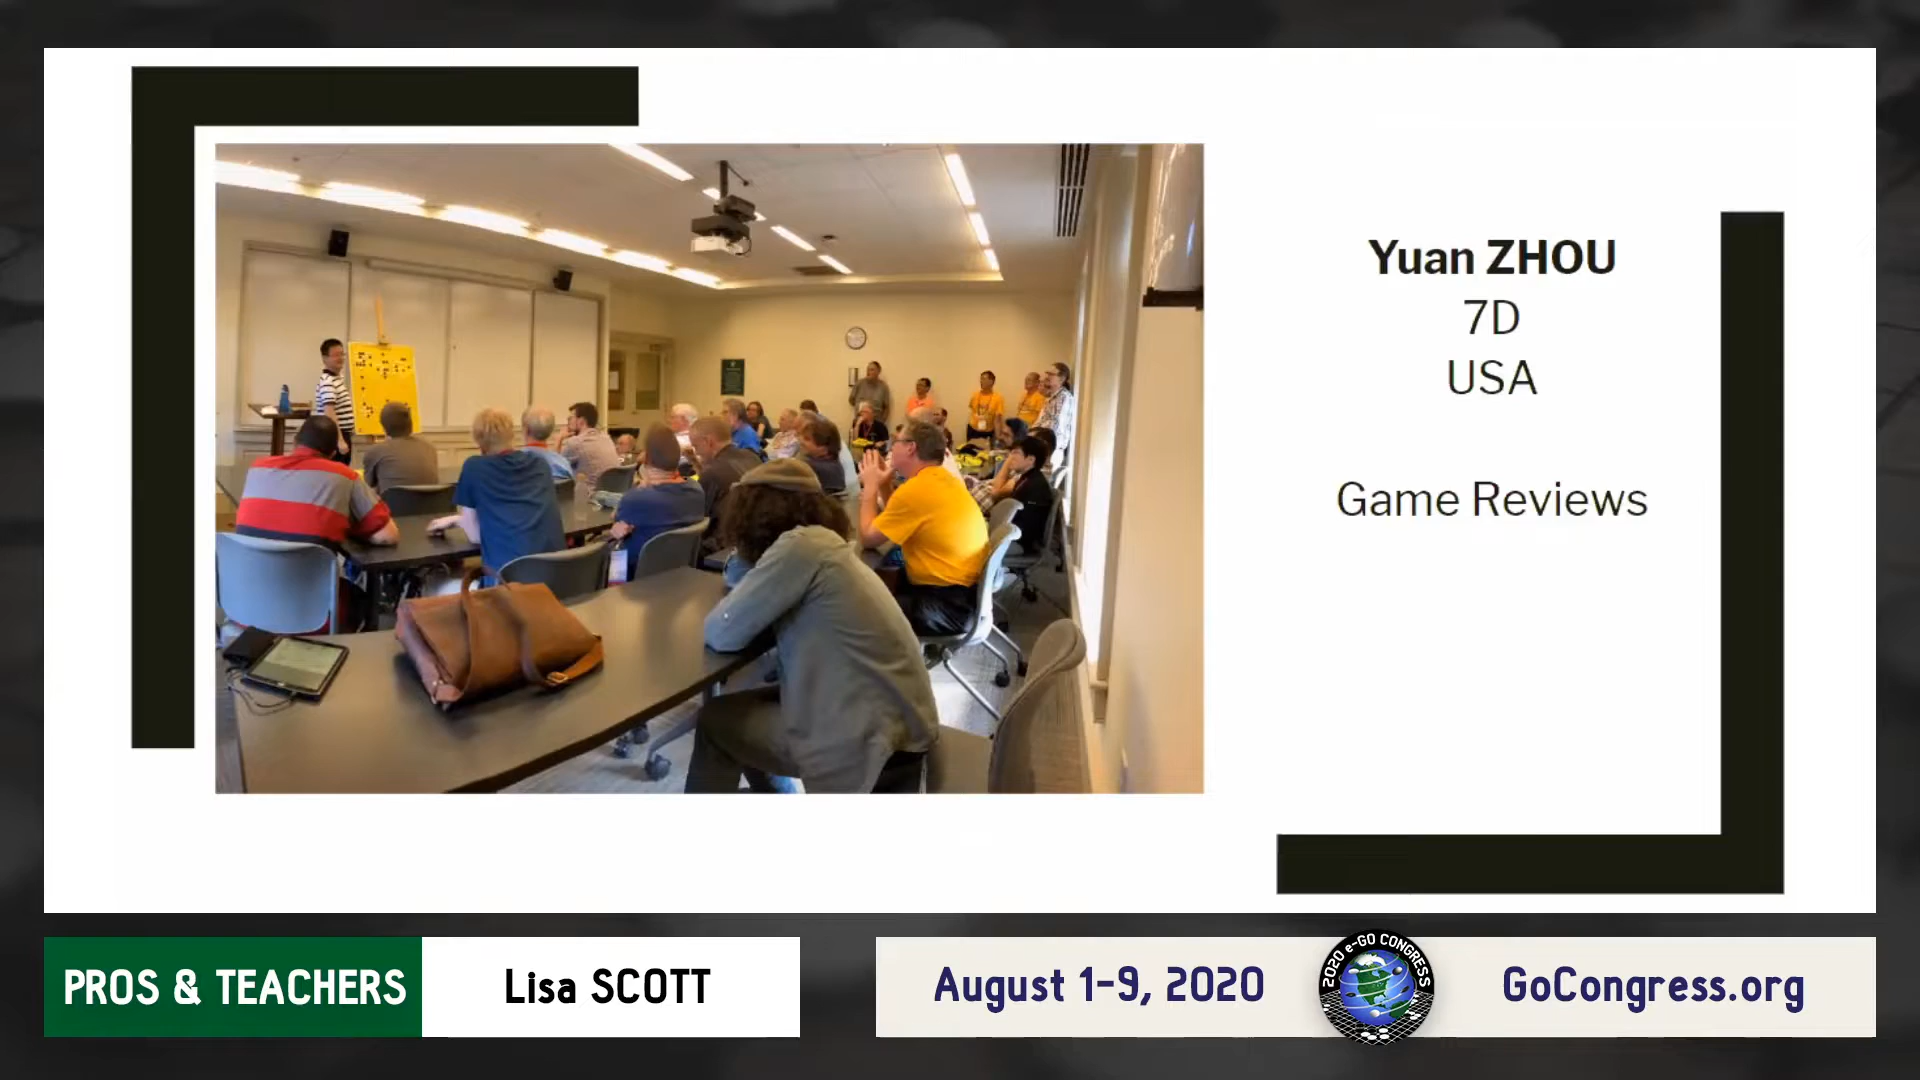 Yuan ZHOU
7D
USA
Game Reviews
PROS & TEACHERS
Lisa SCOTT
August 1-9, 2020
2020 e-GO CONGRESS
GoCongress.org